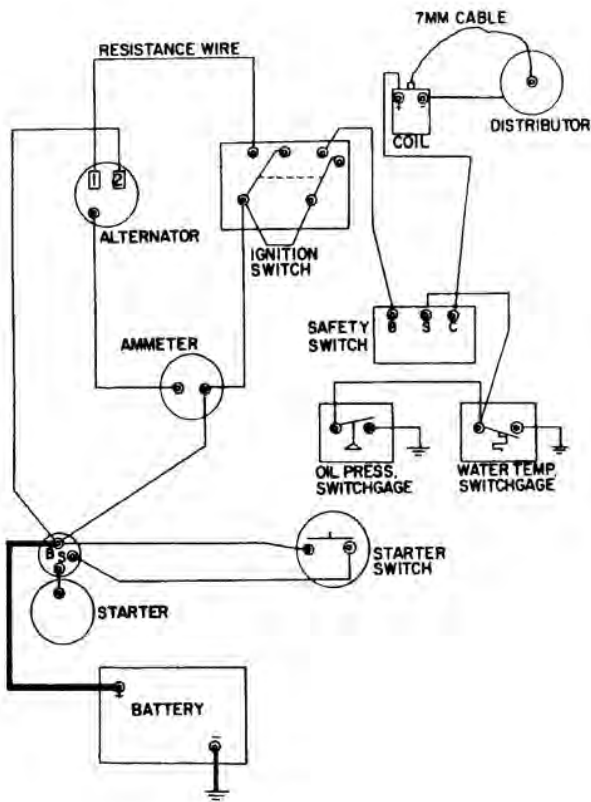 7MM CABLE
RESISTANCE WIRE
+ −
COIL
DISTRIBUTOR
1 2
ALTERNATOR
IGNITION
SWITCH
SAFETY
SWITCH
B S C
AMMETER
OIL PRESS.
SWITCHGAGE
WATER TEMP.
SWITCHGAGE
B S
STARTER
SWITCH
STARTER
+
BATTERY
−